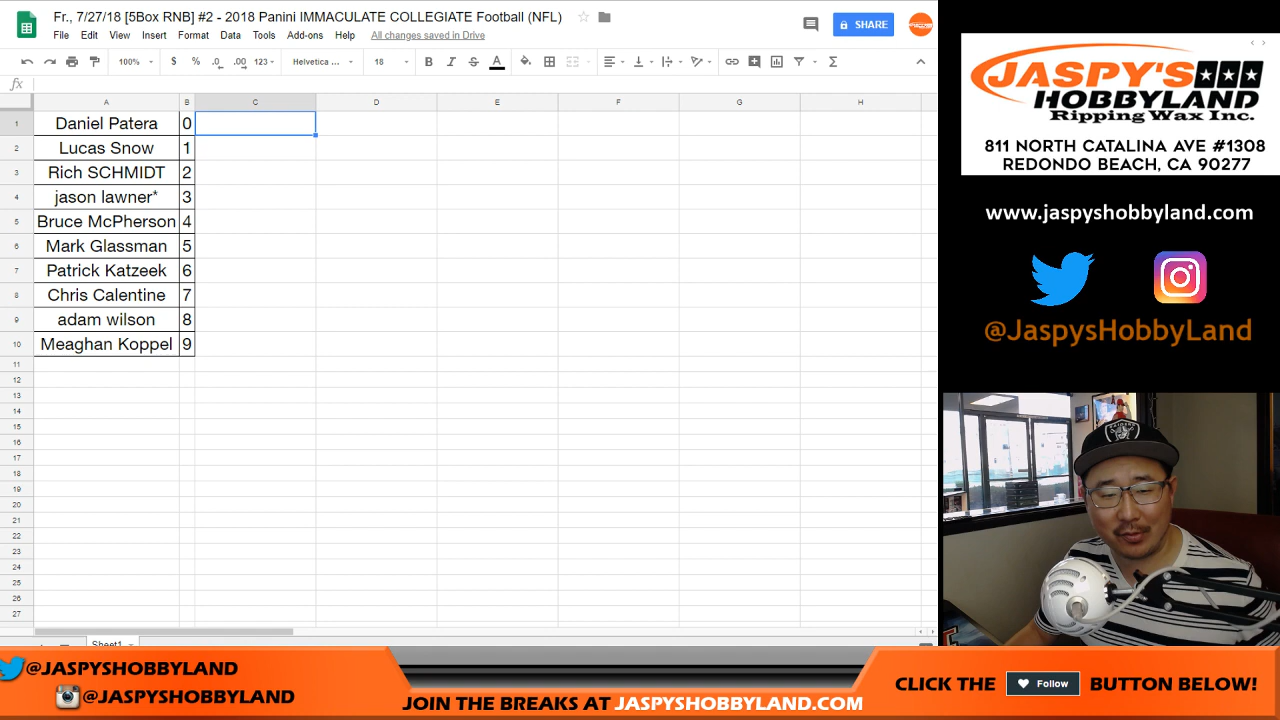 Fr., 7/27/18 [5Box RNB] #2 - 2018 Panini IMMACULATE COLLEGIATE Football (NFL)
File Edit View Insert Format Data Tools Add-ons Help All changes saved in Drive
SHARE
100% $ % .0 .00 123 Helvetica ... 18 B I S A
fx
A B C D E F G H
1 Daniel Patera 0
2 Lucas Snow 1
3 Rich SCHMIDT 2
4 jason lawner* 3
5 Bruce McPherson 4
6 Mark Glassman 5
7 Patrick Katzeek 6
8 Chris Calentine 7
9 adam wilson 8
10 Meaghan Koppel 9
11
12
13
14
15
16
17
18
19
20
21
22
23
24
25
26
27
Sheet1
JASPY'S
HOBBYLAND
Ripping Wax Inc.
811 NORTH CATALINA AVE #1308
REDONDO BEACH, CA 90277
www.jaspyshobbyland.com
@JaspysHobbyLand
RAIDERS
@JASPYSHOBBYLAND
@JASPYSHOBBYLAND
JOIN THE BREAKS AT JASPYSHOBBYLAND.COM
CLICK THE Follow BUTTON BELOW!